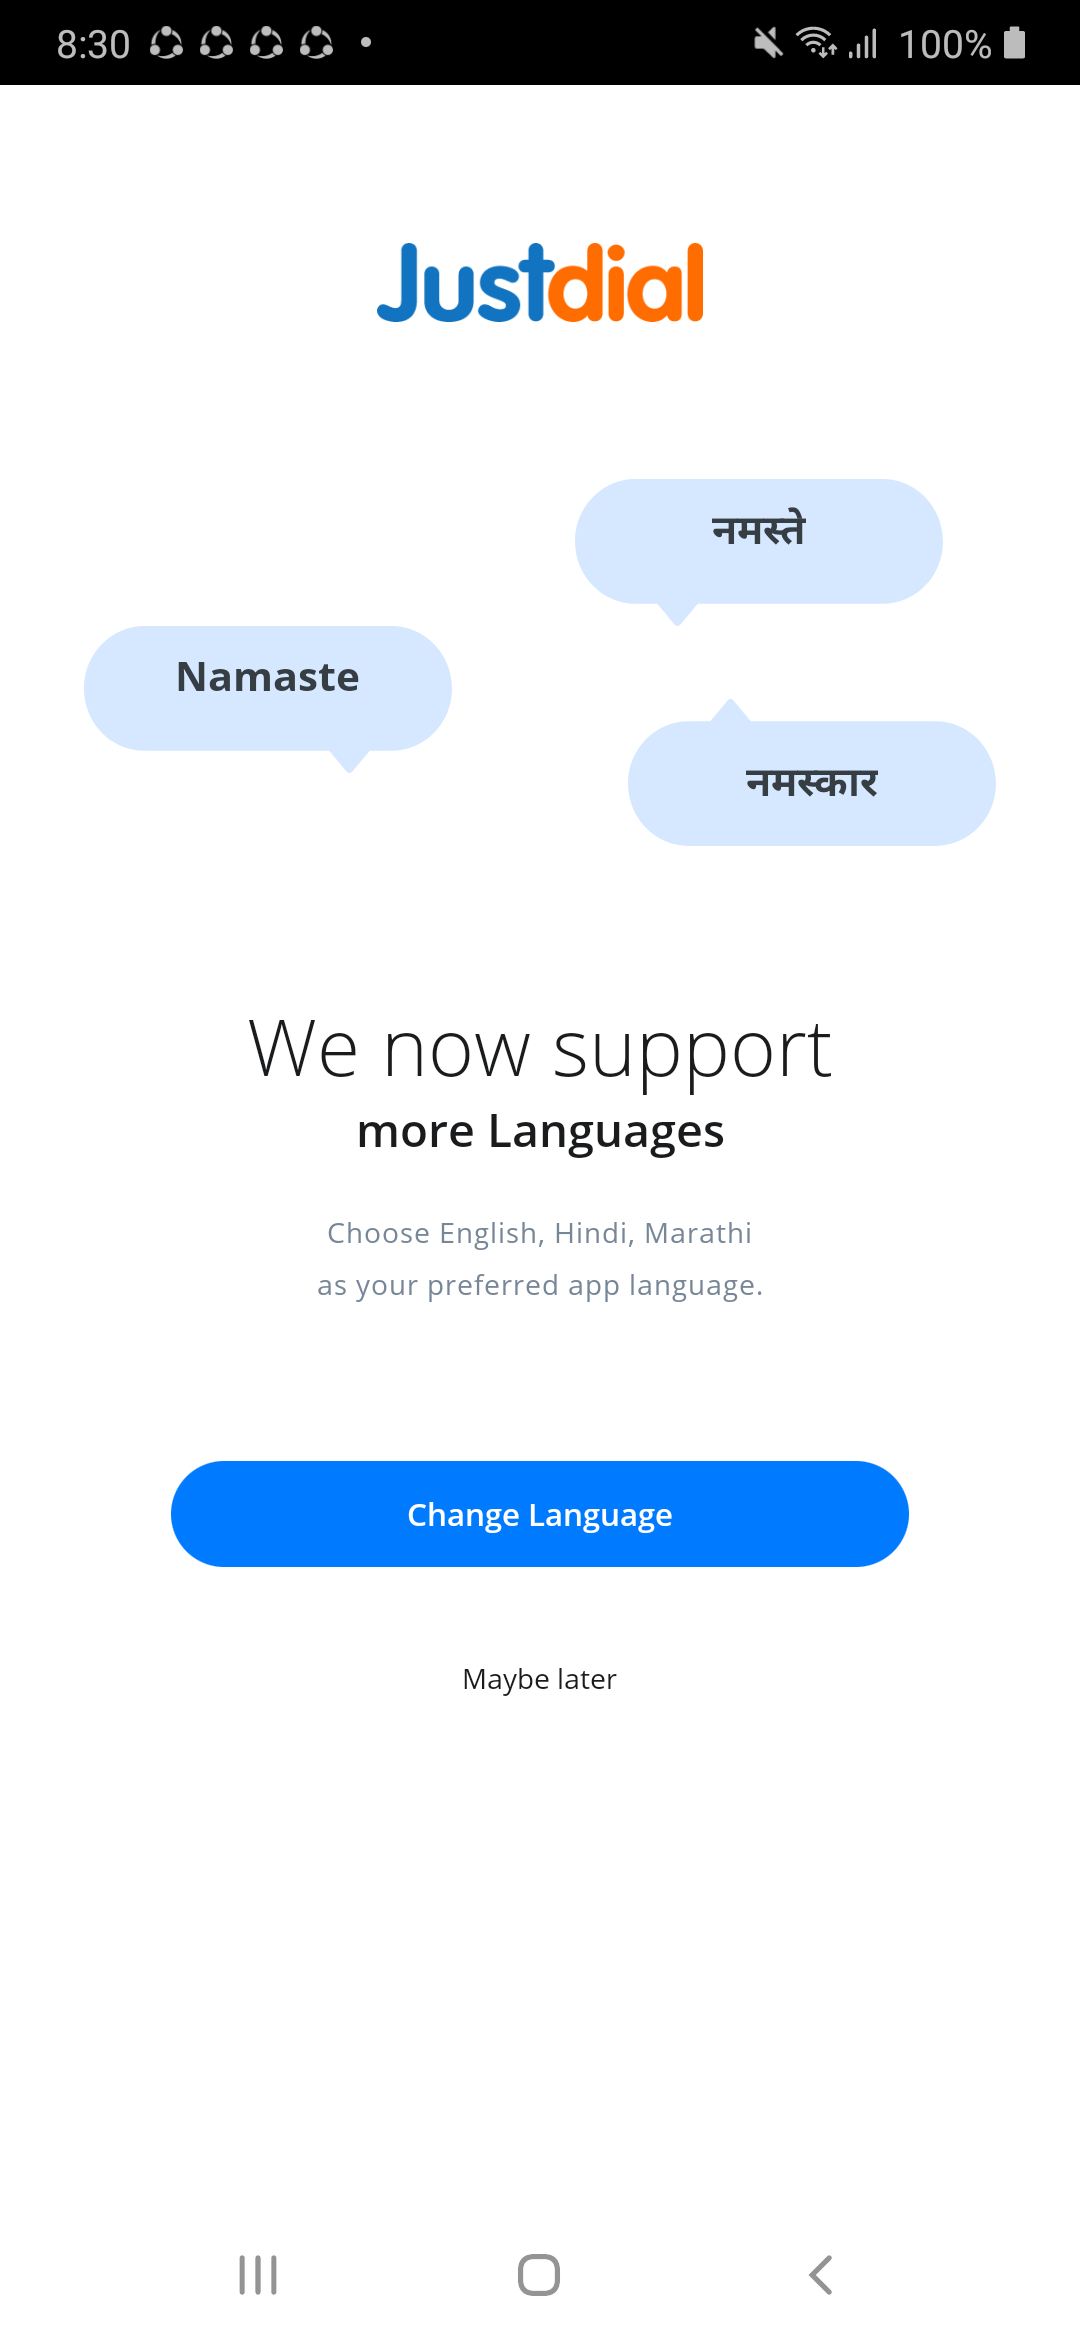 8:30
100%
Justdial
नमस्ते
Namaste
नमस्कार
We now support
more Languages
Choose English, Hindi, Marathi
as your preferred app language.
Change Language
Maybe later